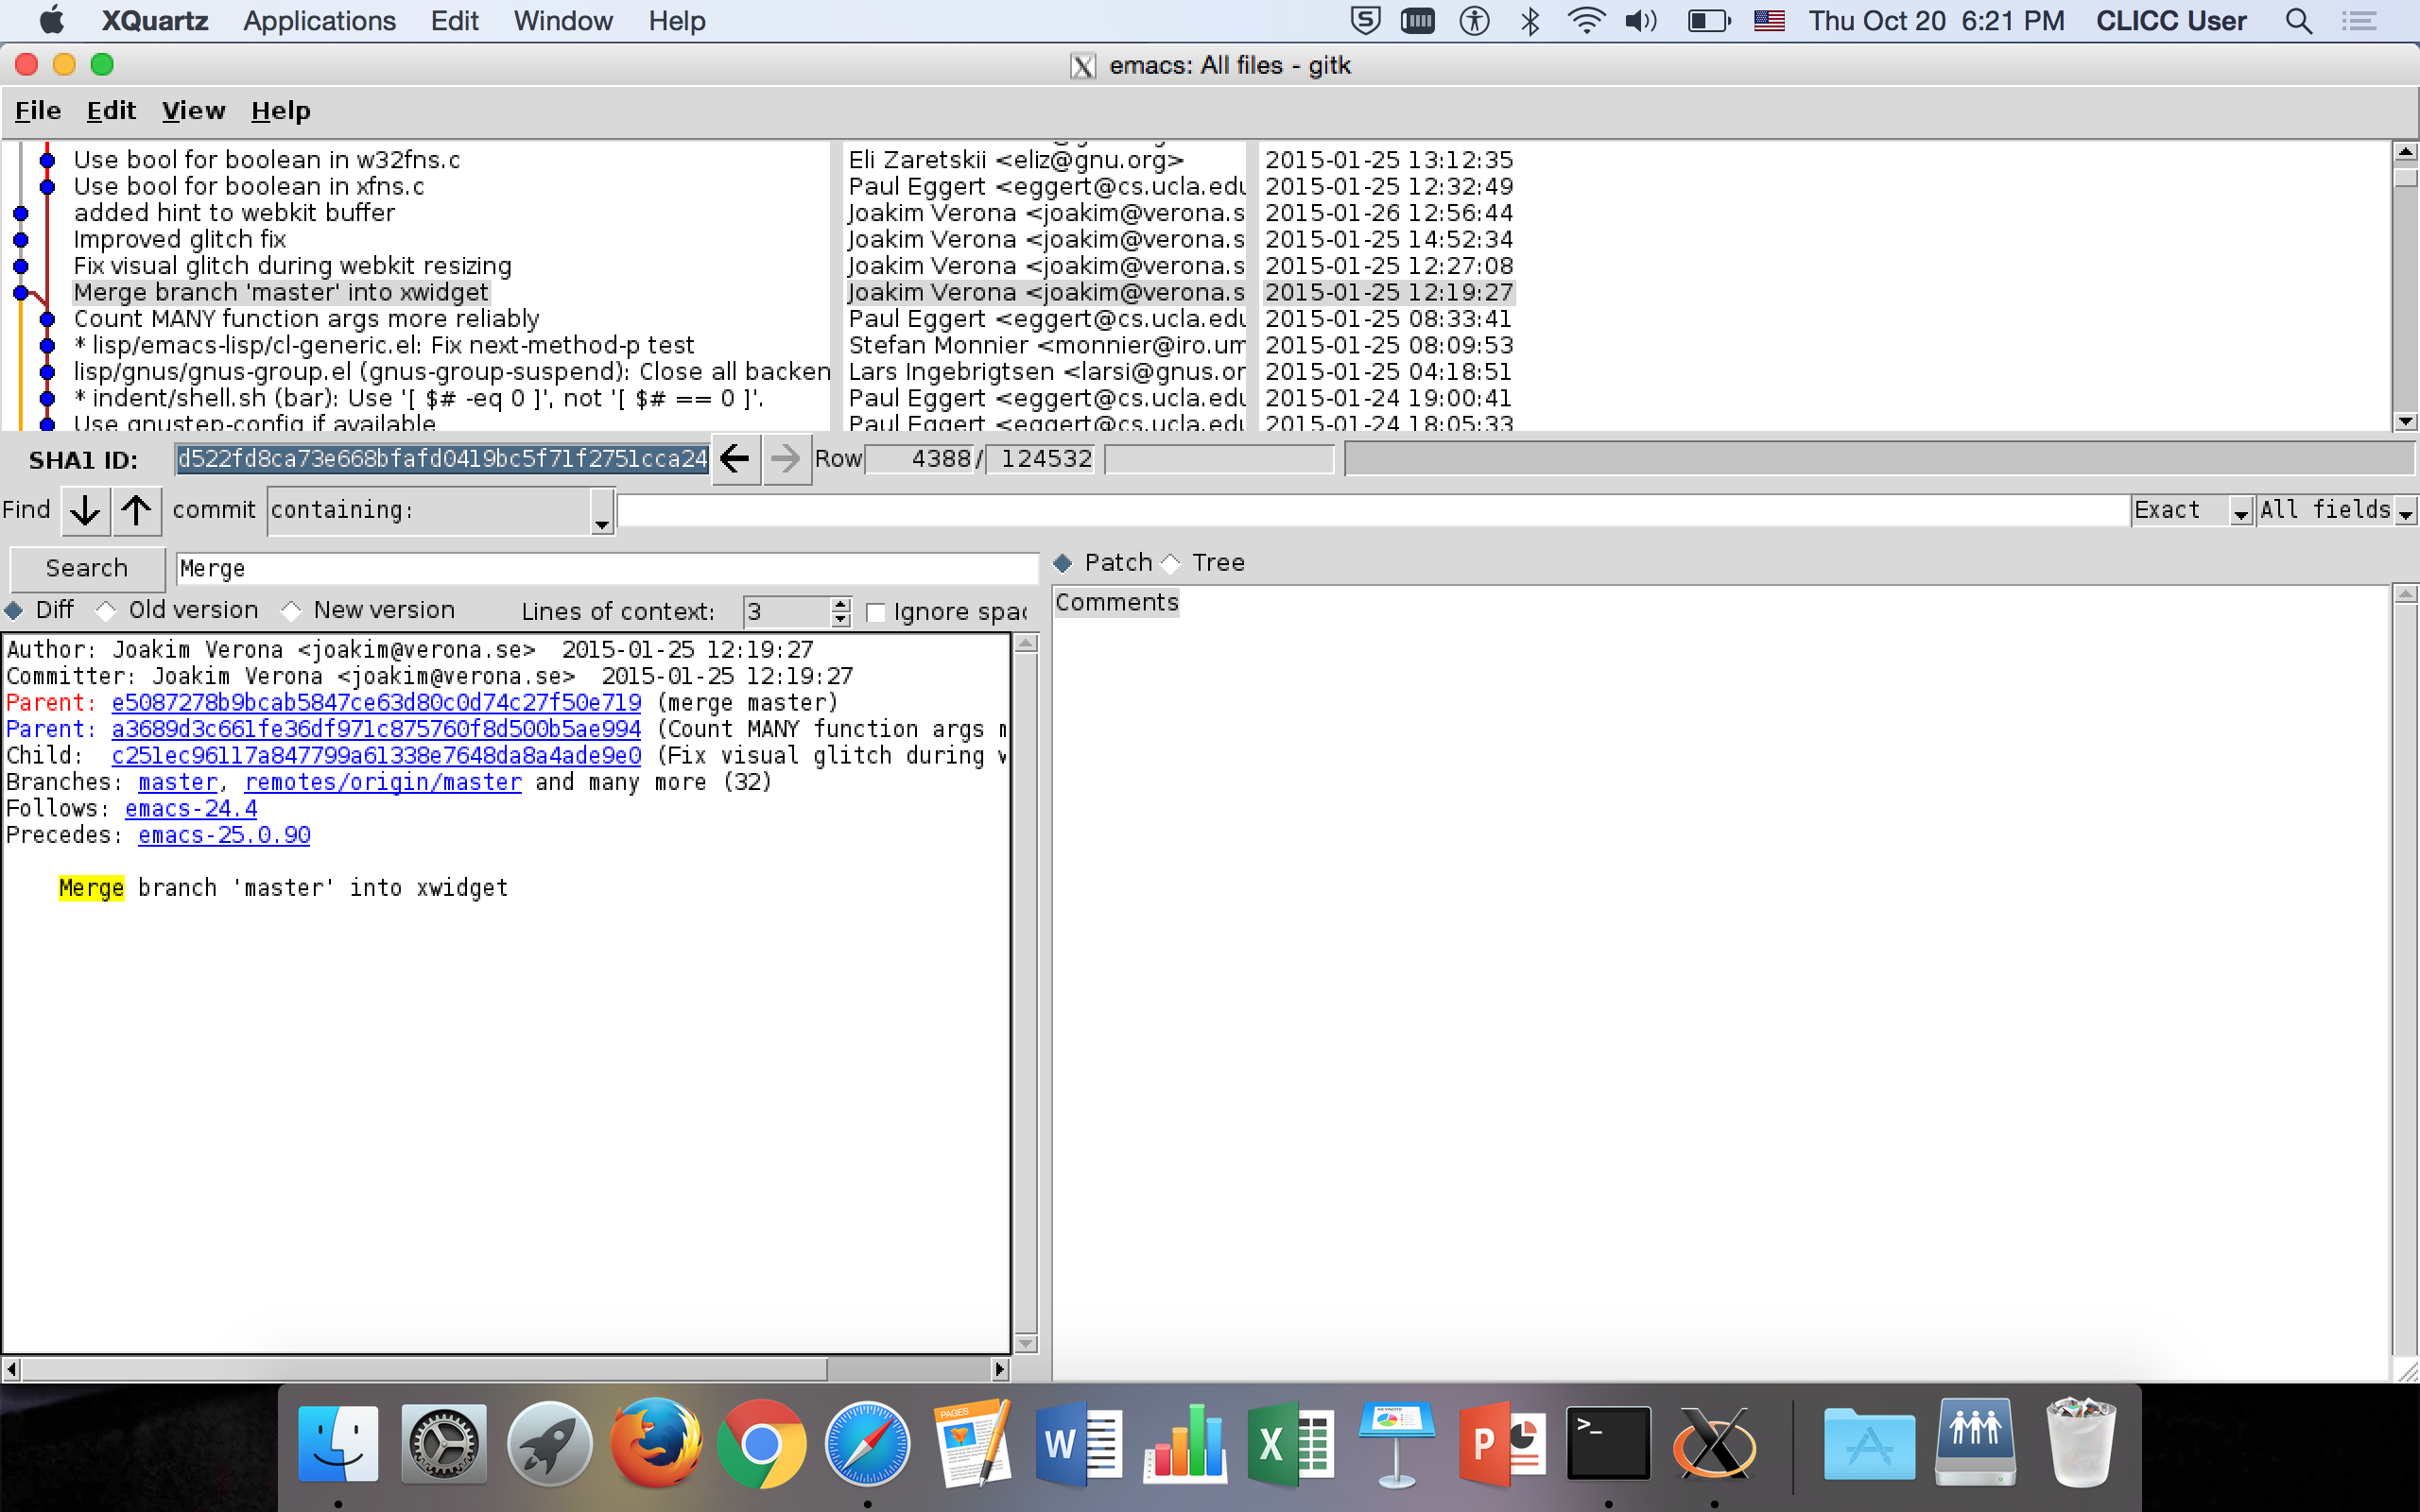 XQuartz Applications Edit Window Help Thu Oct 20 6:21 PM CLICC User
emacs: All files - gitk
File Edit View Help
Use bool for boolean in w32fns.c Eli Zaretskii <eliz@gnu.org> 2015-01-25 13:12:35
Use bool for boolean in xfns.c Paul Eggert <eggert@cs.ucla.edu 2015-01-25 12:32:49
added hint to webkit buffer Joakim Verona <joakim@verona.s 2015-01-26 12:56:44
Improved glitch fix Joakim Verona <joakim@verona.s 2015-01-25 14:52:34
Fix visual glitch during webkit resizing Joakim Verona <joakim@verona.s 2015-01-25 12:27:08
Merge branch 'master' into xwidget Joakim Verona <joakim@verona.s 2015-01-25 12:19:27
Count MANY function args more reliably Paul Eggert <eggert@cs.ucla.edu 2015-01-25 08:33:41
* lisp/emacs-lisp/cl-generic.el: Fix next-method-p test Stefan Monnier <monnier@iro.um 2015-01-25 08:09:53
lisp/gnus/gnus-group.el (gnus-group-suspend): Close all backen Lars Ingebrigtsen <larsi@gnus.or 2015-01-25 04:18:51
* indent/shell.sh (bar): Use '[ $# -eq 0 ]', not '[ $# == 0 ]'. Paul Eggert <eggert@cs.ucla.edu 2015-01-24 19:00:41
Use gnustep-config if available Paul Eggert <eggert@cs.ucla.edu 2015-01-24 18:05:33
SHA1 ID: d522fd8ca73e668bfafd0419bc5f71f2751cca24 Row 4388 / 124532
Find commit containing: Exact All fields
Search Merge
Patch Tree
Diff Old version New version Lines of context: 3 Ignore spac
Comments
Author: Joakim Verona <joakim@verona.se> 2015-01-25 12:19:27
Committer: Joakim Verona <joakim@verona.se> 2015-01-25 12:19:27
Parent: e5087278b9bcab5847ce63d80c0d74c27f50e719 (merge master)
Parent: a3689d3c661fe36df971c875760f8d500b5ae994 (Count MANY function args m
Child: c251ec96117a847799a61338e7648da8a4ade9e0 (Fix visual glitch during w
Branches: master, remotes/origin/master and many more (32)
Follows: emacs-24.4
Precedes: emacs-25.0.90
Merge branch 'master' into xwidget
PAGES
W
X
KEYNOTE
P
>_
X